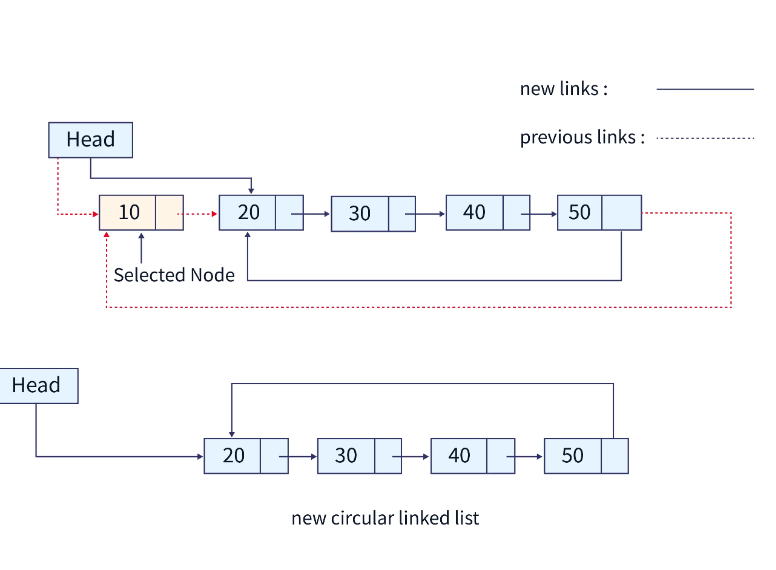 new links :
previous links :
Head
10 20 30 40 50
Selected Node
Head
20 30 40 50
new circular linked list